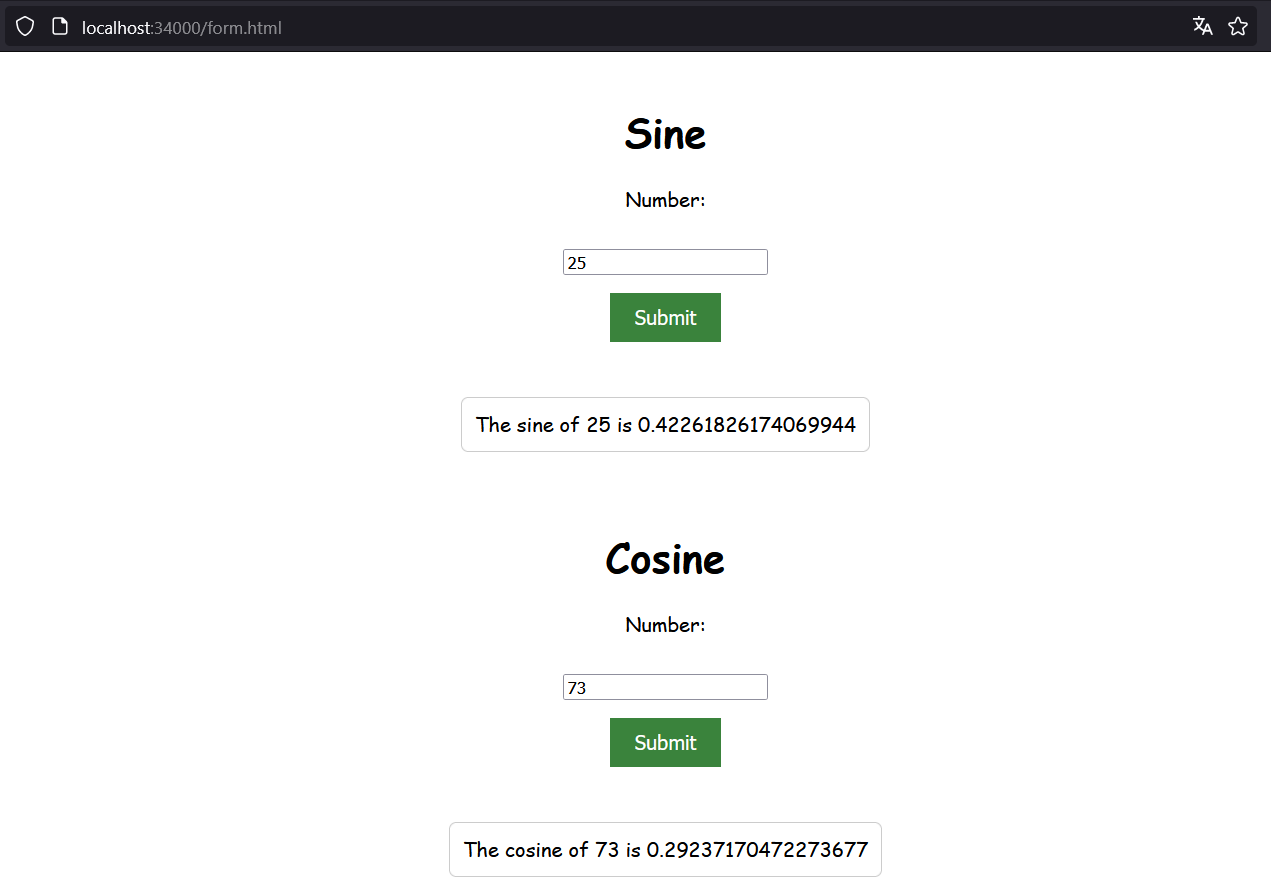 localhost:34000/form.html
Sine
Number:
25
Submit
The sine of 25 is 0.42261826174069944
Cosine
Number:
73
Submit
The cosine of 73 is 0.29237170472273677